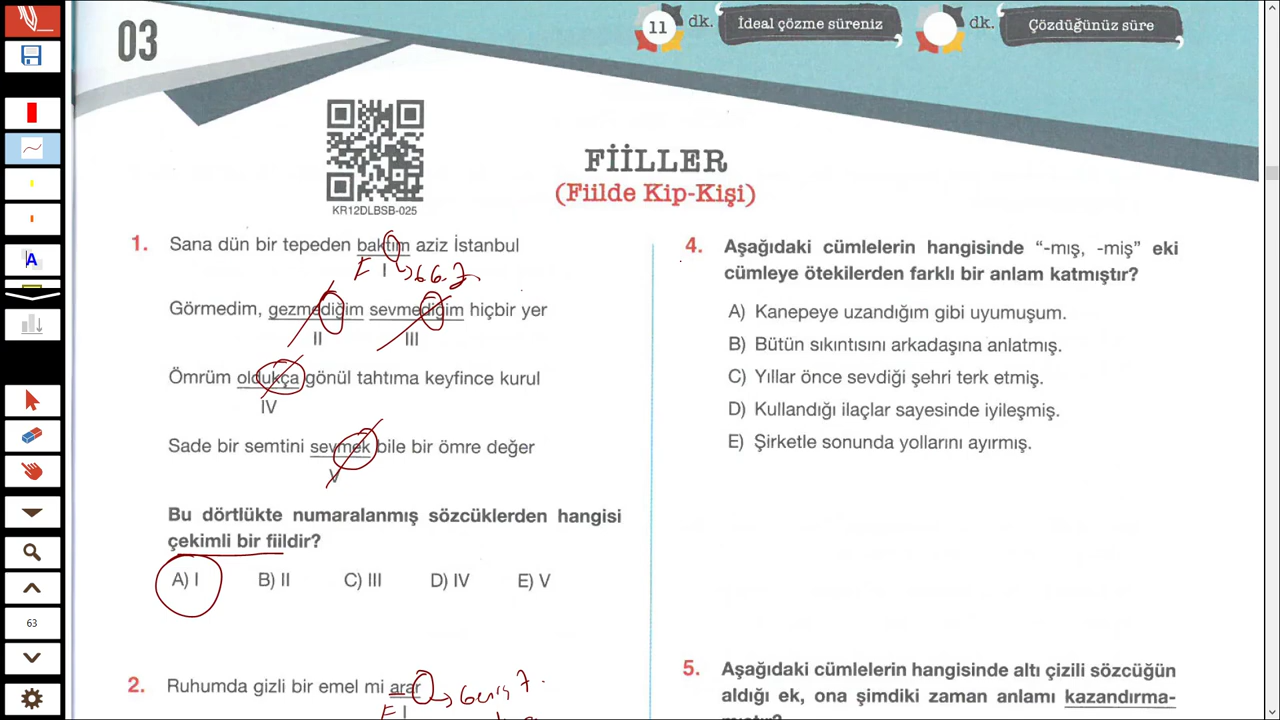 03
11 dk. İdeal çözme süreniz
dk. Çözdüğünüz süre
KR12DLBSB-025
FİİLLER
(Fiilde Kip-Kişi)
1. Sana dün bir tepeden baktım aziz İstanbul
I
Görmedim, gezmediğim sevmediğim hiçbir yer
II III
Ömrüm oldukça gönül tahtıma keyfince kurul
IV
Sade bir semtini sevmek bile bir ömre değer
V
Bu dörtlükte numaralanmış sözcüklerden hangisi
çekimli bir fiildir?
A) I B) II C) III D) IV E) V
2. Ruhumda gizli bir emel mi arar
Geniş Z.
F I
4. Aşağıdaki cümlelerin hangisinde “-mış, -miş” eki
cümleye ötekilerden farklı bir anlam katmıştır?
A) Kanepeye uzandığım gibi uyumuşum.
B) Bütün sıkıntısını arkadaşına anlatmış.
C) Yıllar önce sevdiği şehri terk etmiş.
D) Kullandığı ilaçlar sayesinde iyileşmiş.
E) Şirketle sonunda yollarını ayırmış.
5. Aşağıdaki cümlelerin hangisinde altı çizili sözcüğün
aldığı ek, ona şimdiki zaman anlamı kazandırma-
A
63